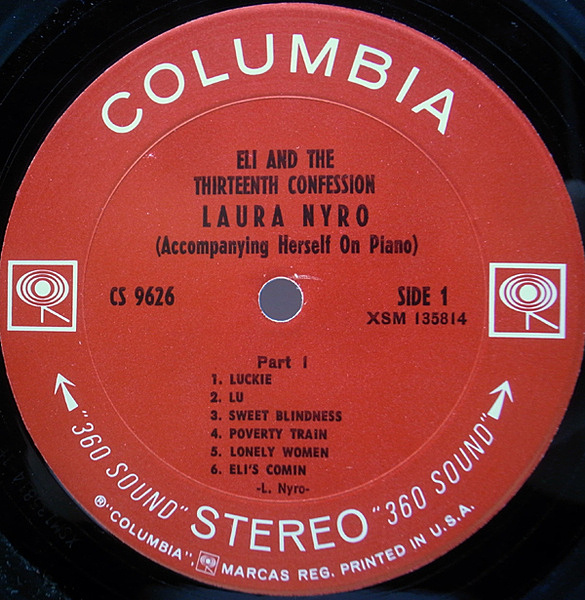 COLUMBIA
ELI AND THE
THIRTEENTH CONFESSION
LAURA NYRO
(Accompanying Herself On Piano)
CS 9626
SIDE 1
XSM 135814
Part I
1. LUCKIE
2. LU
3. SWEET BLINDNESS
4. POVERTY TRAIN
5. LONELY WOMEN
6. ELI'S COMIN
-L. Nyro-
"360 SOUND" STEREO "360 SOUND"
®"COLUMBIA", MARCAS REG. PRINTED IN U.S.A.